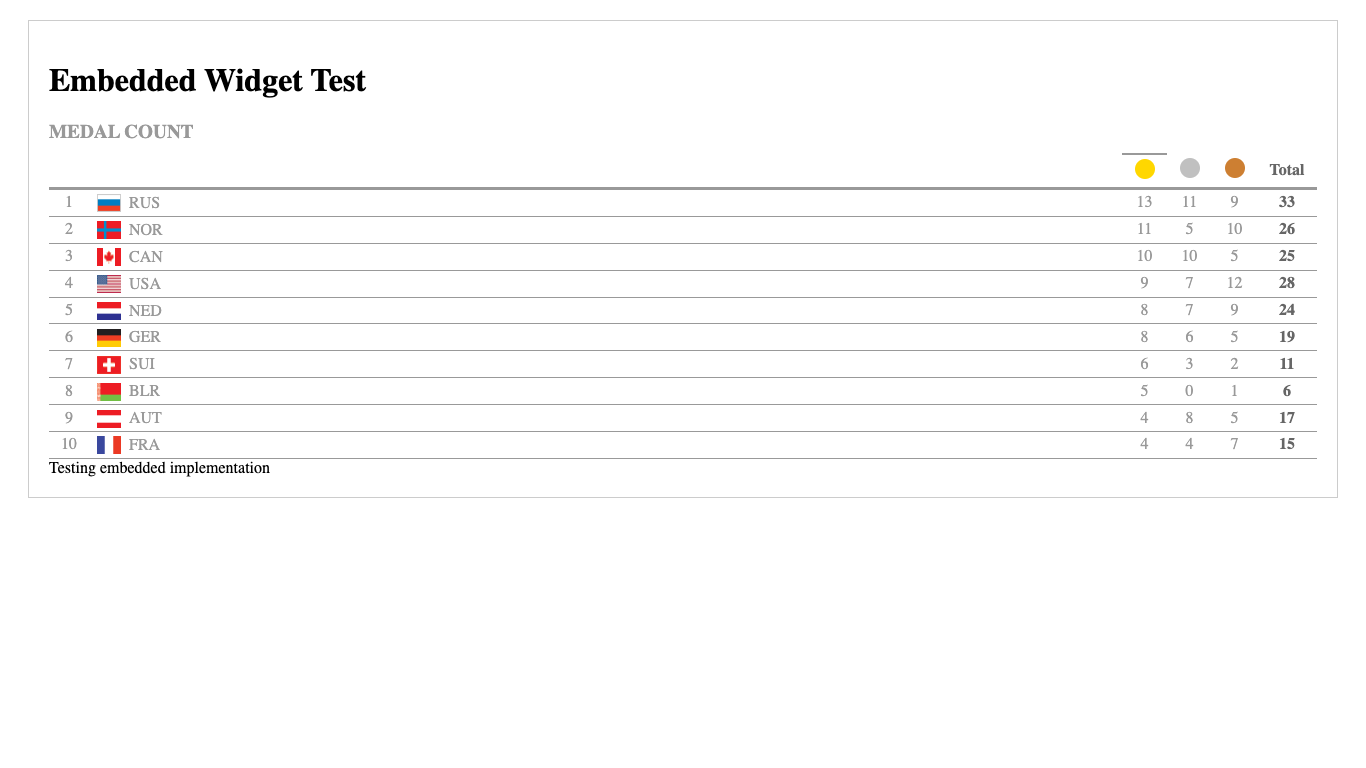 Embedded Widget Test
MEDAL COUNT
Total
1 RUS 13 11 9 33
2 NOR 11 5 10 26
3 CAN 10 10 5 25
4 USA 9 7 12 28
5 NED 8 7 9 24
6 GER 8 6 5 19
7 SUI 6 3 2 11
8 BLR 5 0 1 6
9 AUT 4 8 5 17
10 FRA 4 4 7 15
Testing embedded implementation